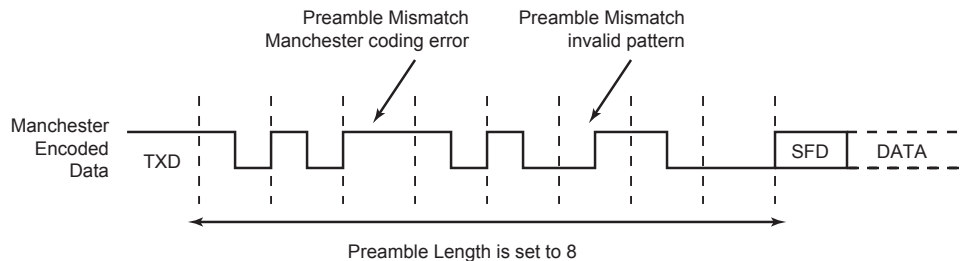 Preamble Mismatch
Manchester coding error
Preamble Mismatch
invalid pattern
Manchester
Encoded
Data
TXD
SFD
DATA
Preamble Length is set to 8